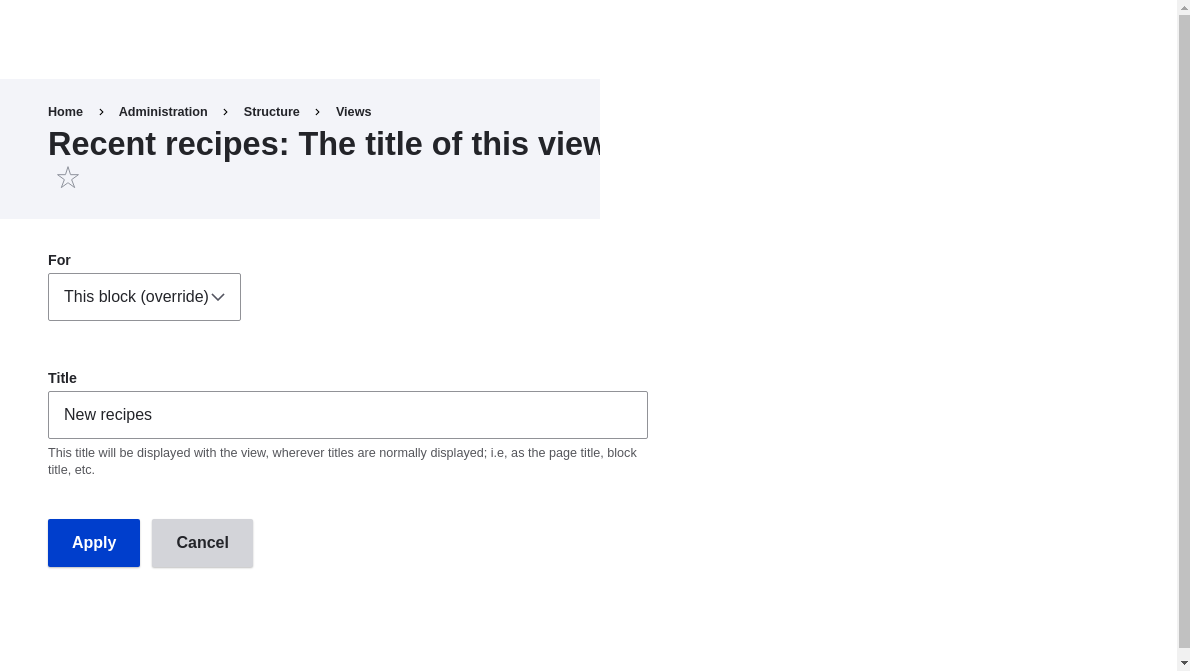 Home Administration Structure Views
Recent recipes: The title of this view
For
This block (override)
Title
New recipes
This title will be displayed with the view, wherever titles are normally displayed; i.e, as the page title, block
title, etc.
Apply Cancel